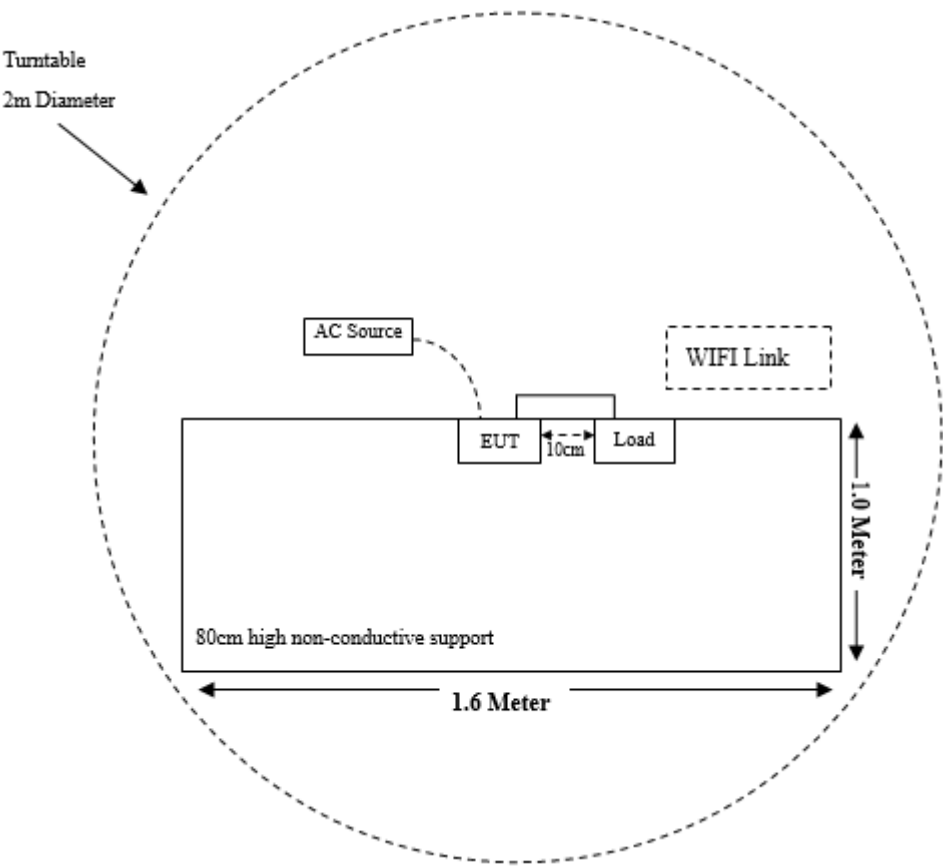 Turntable
2m Diameter
AC Source
WIFI Link
EUT
10cm
Load
1.0 Meter
80cm high non-conductive support
1.6 Meter